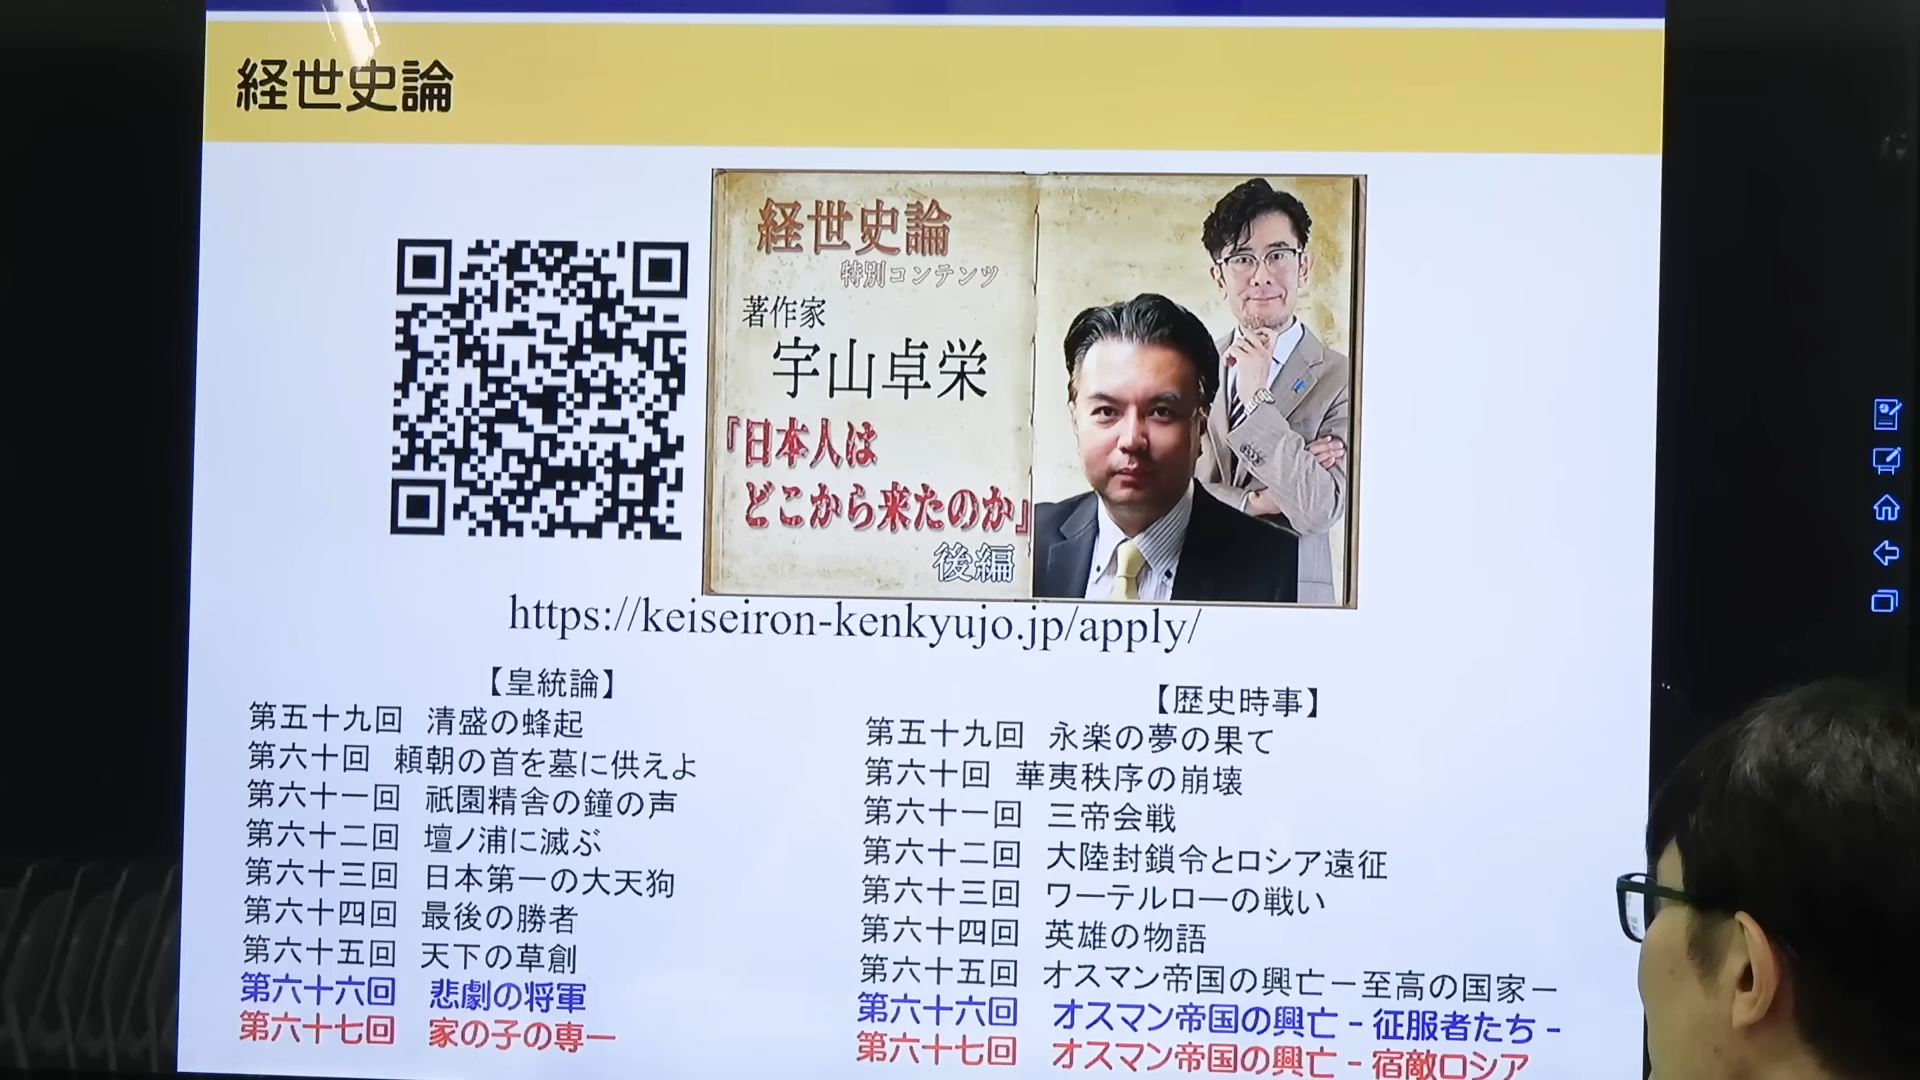 経世史論
経世史論
特別コンテンツ
著作家
宇山卓栄
『日本人は
どこから来たのか』
後編
https://keiseiron-kenkyujo.jp/apply/
【皇統論】
第五十九回 清盛の蜂起
第六十回 頼朝の首を墓に供えよ
第六十一回 祇園精舎の鐘の声
第六十二回 壇ノ浦に滅ぶ
第六十三回 日本第一の大天狗
第六十四回 最後の勝者
第六十五回 天下の草創
第六十六回 悲劇の将軍
第六十七回 家の子の専一
【歴史時事】
第五十九回 永楽の夢の果て
第六十回 華夷秩序の崩壊
第六十一回 三帝会戦
第六十二回 大陸封鎖令とロシア遠征
第六十三回 ワーテルローの戦い
第六十四回 英雄の物語
第六十五回 オスマン帝国の興亡－至高の国家－
第六十六回 オスマン帝国の興亡－征服者たち－
第六十七回 オスマン帝国の興亡－宿敵ロシア